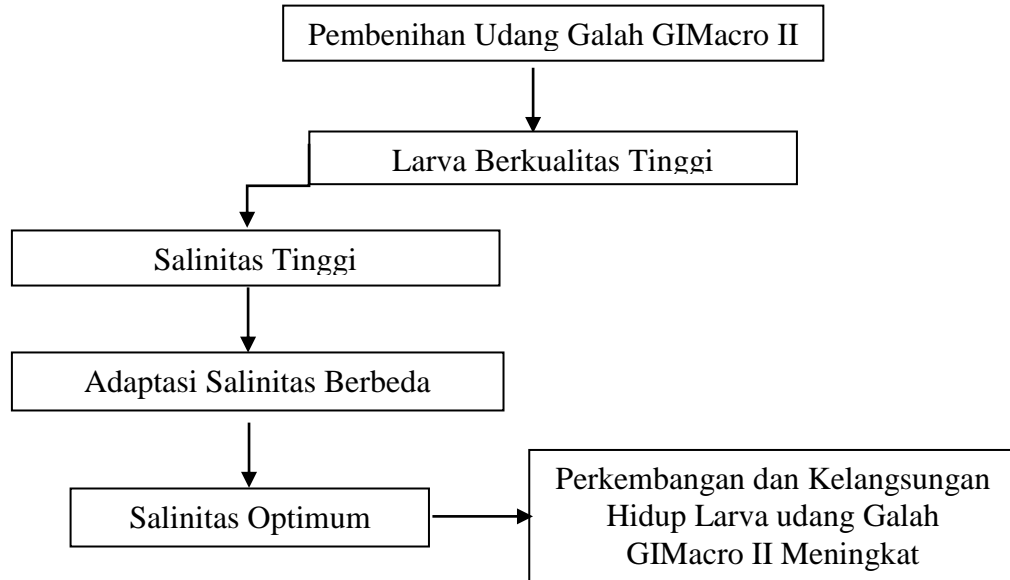 Pembenihan Udang Galah GIMacro II
Larva Berkualitas Tinggi
Salinitas Tinggi
Adaptasi Salinitas Berbeda
Salinitas Optimum
Perkembangan dan Kelangsungan
Hidup Larva udang Galah
GIMacro II Meningkat